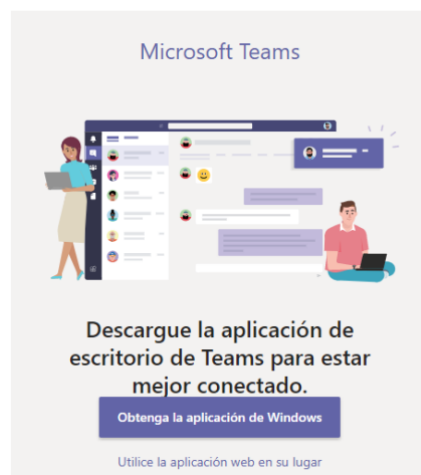 Microsoft Teams
Descargue la aplicación de
escritorio de Teams para estar
mejor conectado.
Obtenga la aplicación de Windows
Utilice la aplicación web en su lugar